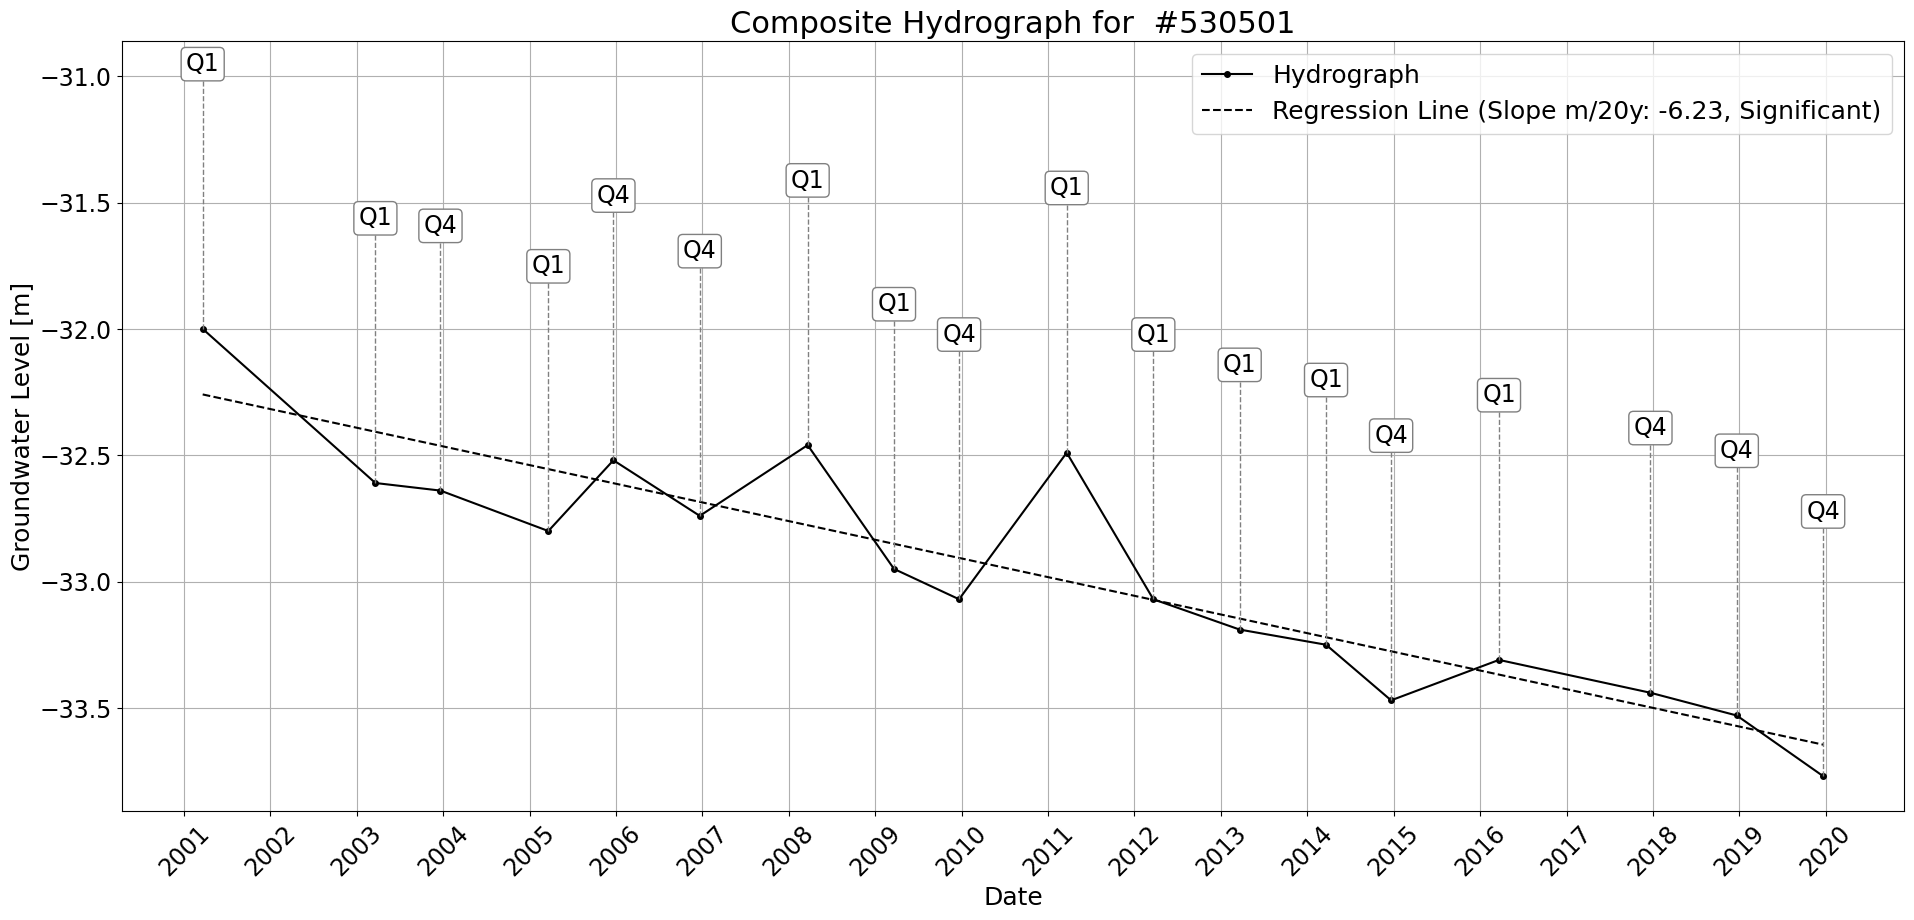 Composite Hydrograph for  #530501
Hydrograph
Regression Line (Slope m/20y: -6.23, Significant)
Q1
Q1
Q4
Q1
Q4
Q4
Q1
Q1
Q4
Q1
Q1
Q1
Q1
Q4
Q1
Q4
Q4
Q4
Groundwater Level [m]
−31.0
−31.5
−32.0
−32.5
−33.0
−33.5
2001
2002
2003
2004
2005
2006
2007
2008
2009
2010
2011
2012
2013
2014
2015
2016
2017
2018
2019
2020
Date